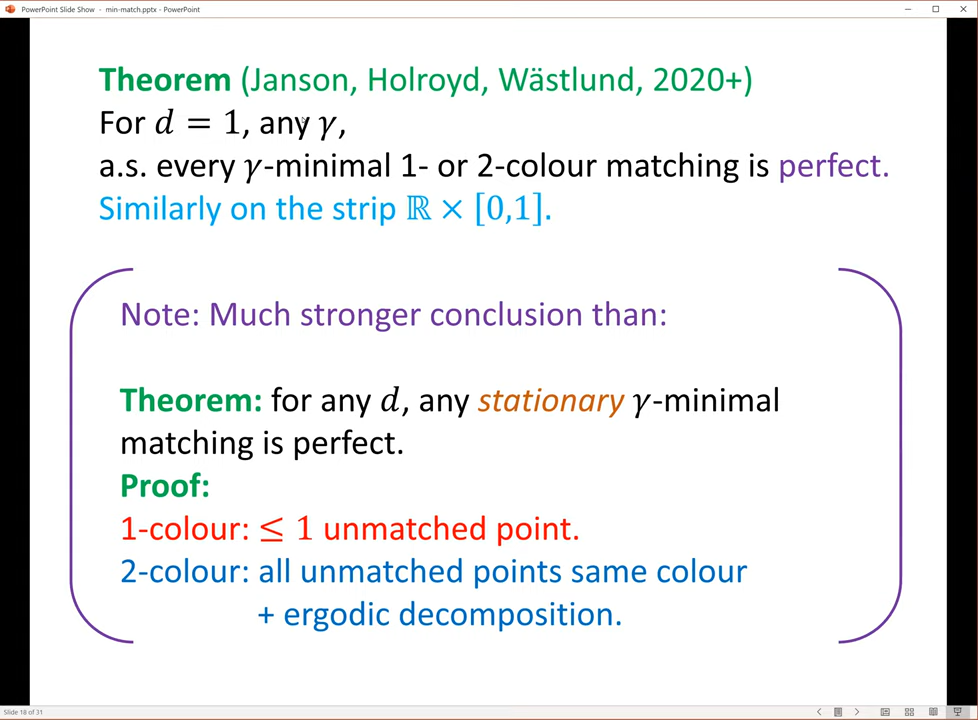 PowerPoint Slide Show - min-match.pptx - PowerPoint
Theorem (Janson, Holroyd, Wästlund, 2020+)
For d = 1, any γ,
a.s. every γ-minimal 1- or 2-colour matching is perfect.
Similarly on the strip ℝ × [0,1].
Note: Much stronger conclusion than:
Theorem: for any d, any stationary γ-minimal
matching is perfect.
Proof:
1-colour: ≤ 1 unmatched point.
2-colour: all unmatched points same colour
+ ergodic decomposition.
Slide 18 of 31